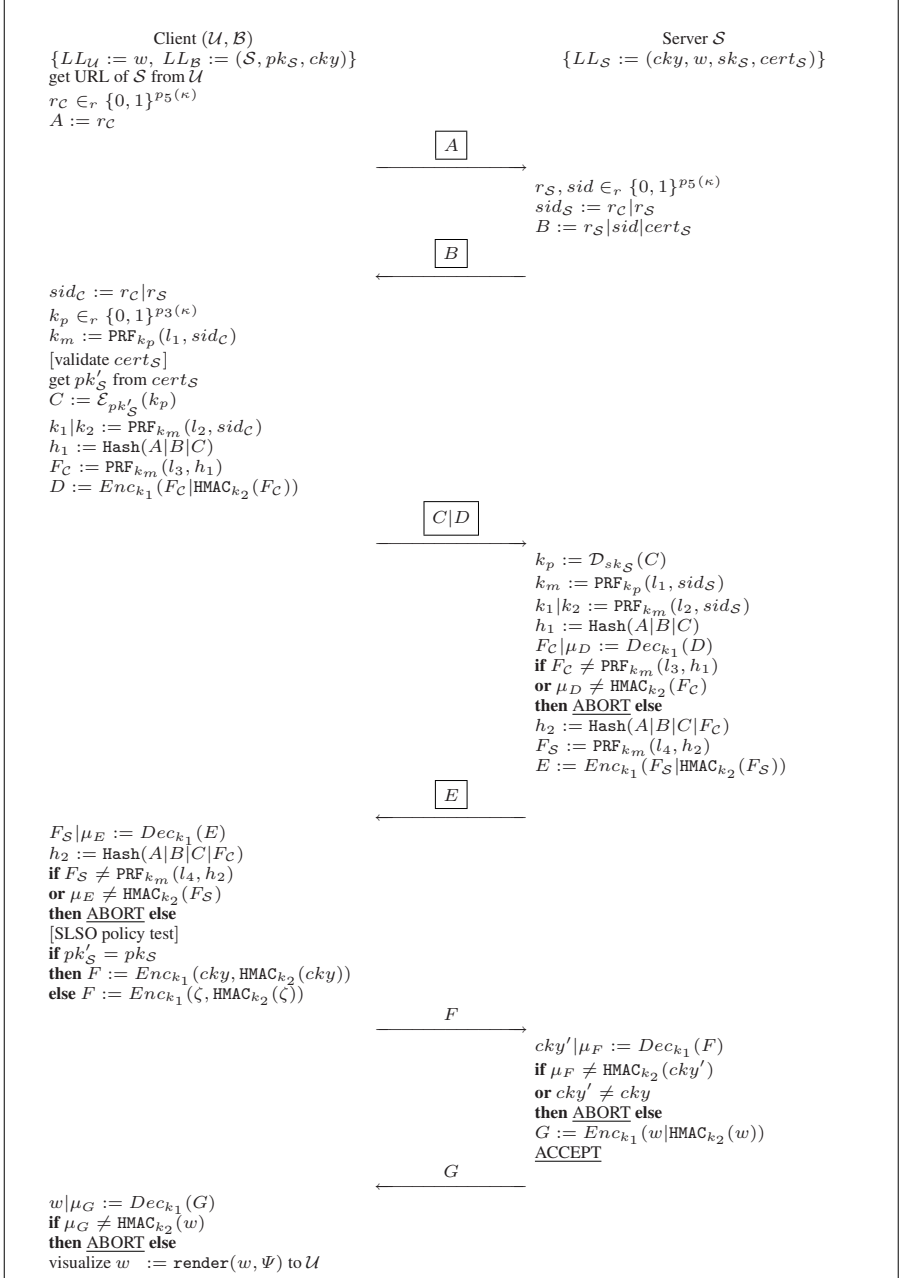 Client (𝒰, ℬ)
Server 𝒮
{LL_𝒰 := w, LL_ℬ := (𝒮, pk_𝒮, cky)}
{LL_𝒮 := (cky, w, sk_𝒮, cert_𝒮)}
get URL of 𝒮 from 𝒰
r_𝒞 ∈_r {0, 1}^{p_5(κ)}
A := r_𝒞
A
r_𝒮, sid ∈_r {0, 1}^{p_5(κ)}
sid_𝒮 := r_𝒞|r_𝒮
B := r_𝒮|sid|cert_𝒮
B
sid_𝒞 := r_𝒞|r_𝒮
k_p ∈_r {0, 1}^{p_3(κ)}
k_m := PRF_{k_p}(l_1, sid_𝒞)
[validate cert_𝒮]
get pk'_𝒮 from cert_𝒮
C := ℰ_{pk'_𝒮}(k_p)
k_1|k_2 := PRF_{k_m}(l_2, sid_𝒞)
h_1 := Hash(A|B|C)
F_𝒞 := PRF_{k_m}(l_3, h_1)
D := Enc_{k_1}(F_𝒞|HMAC_{k_2}(F_𝒞))
C|D
k_p := 𝒟_{sk_𝒮}(C)
k_m := PRF_{k_p}(l_1, sid_𝒮)
k_1|k_2 := PRF_{k_m}(l_2, sid_𝒮)
h_1 := Hash(A|B|C)
F_𝒞|μ_D := Dec_{k_1}(D)
if F_𝒞 ≠ PRF_{k_m}(l_3, h_1)
or μ_D ≠ HMAC_{k_2}(F_𝒞)
then ABORT else
h_2 := Hash(A|B|C|F_𝒞)
F_𝒮 := PRF_{k_m}(l_4, h_2)
E := Enc_{k_1}(F_𝒮|HMAC_{k_2}(F_𝒮))
E
F_𝒮|μ_E := Dec_{k_1}(E)
h_2 := Hash(A|B|C|F_𝒞)
if F_𝒮 ≠ PRF_{k_m}(l_4, h_2)
or μ_E ≠ HMAC_{k_2}(F_𝒮)
then ABORT else
[SLSO policy test]
if pk'_𝒮 = pk_𝒮
then F := Enc_{k_1}(cky, HMAC_{k_2}(cky))
else F := Enc_{k_1}(ζ, HMAC_{k_2}(ζ))
F
cky'|μ_F := Dec_{k_1}(F)
if μ_F ≠ HMAC_{k_2}(cky')
or cky' ≠ cky
then ABORT else
G := Enc_{k_1}(w|HMAC_{k_2}(w))
ACCEPT
G
w|μ_G := Dec_{k_1}(G)
if μ_G ≠ HMAC_{k_2}(w)
then ABORT else
visualize w := render(w, Ψ) to 𝒰